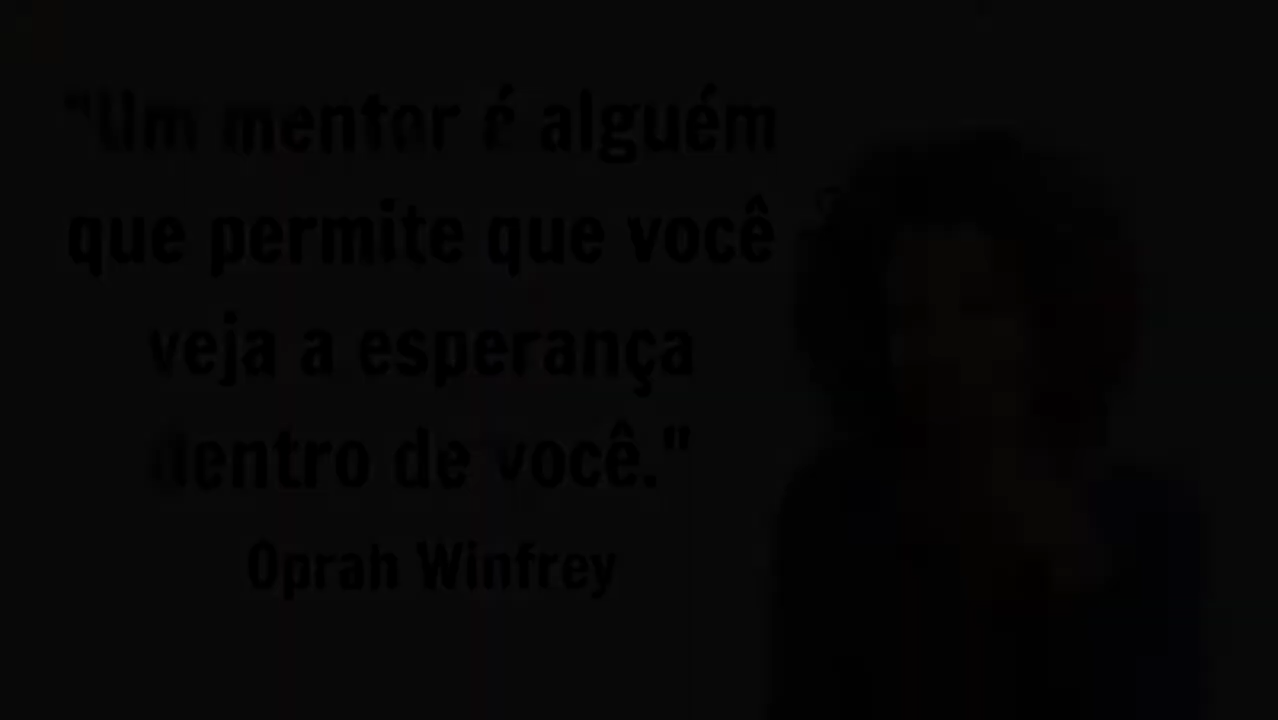 "Um mentor é alguém
que permite que você
veja a esperança
dentro de você."
Oprah Winfrey